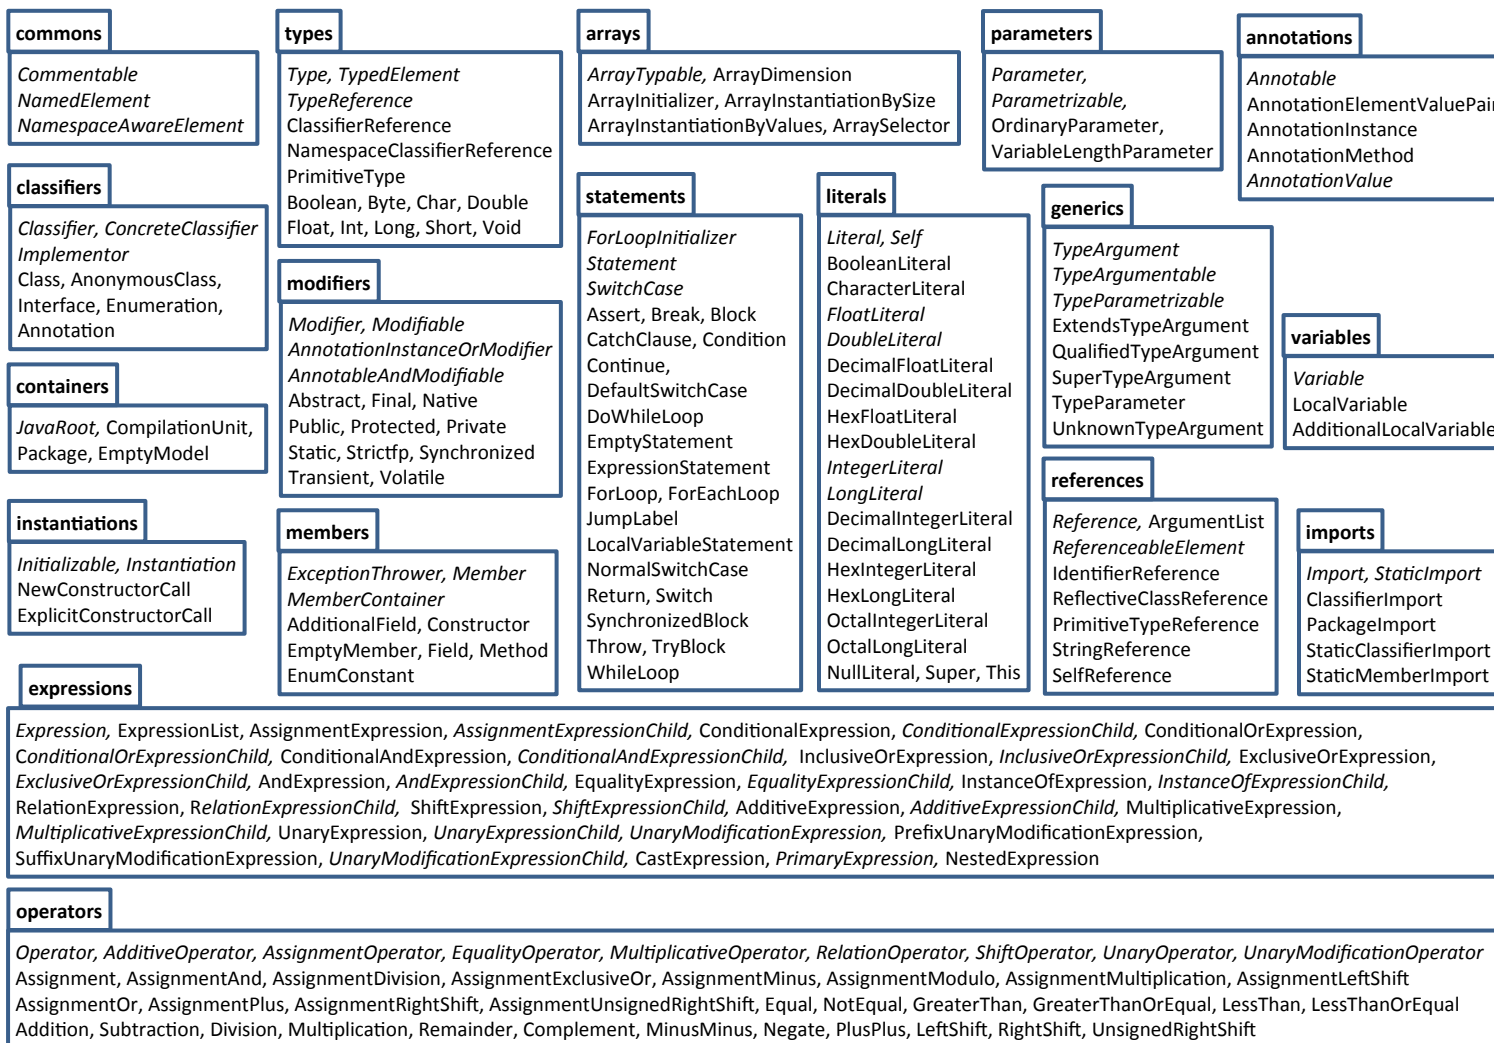 commons
Commentable
NamedElement
NamespaceAwareElement
types
Type, TypedElement
TypeReference
ClassifierReference
NamespaceClassifierReference
PrimitiveType
Boolean, Byte, Char, Double
Float, Int, Long, Short, Void
arrays
ArrayTypable, ArrayDimension
ArrayInitializer, ArrayInstantiationBySize
ArrayInstantiationByValues, ArraySelector
parameters
Parameter,
Parametrizable,
OrdinaryParameter,
VariableLengthParameter
annotations
Annotable
AnnotationElementValuePair
AnnotationInstance
AnnotationMethod
AnnotationValue
classifiers
Classifier, ConcreteClassifier
Implementor
Class, AnonymousClass,
Interface, Enumeration,
Annotation
modifiers
Modifier, Modifiable
AnnotationInstanceOrModifier
AnnotableAndModifiable
Abstract, Final, Native
Public, Protected, Private
Static, Strictfp, Synchronized
Transient, Volatile
statements
ForLoopInitializer
Statement
SwitchCase
Assert, Break, Block
CatchClause, Condition
Continue,
DefaultSwitchCase
DoWhileLoop
EmptyStatement
ExpressionStatement
ForLoop, ForEachLoop
JumpLabel
LocalVariableStatement
NormalSwitchCase
Return, Switch
SynchronizedBlock
Throw, TryBlock
WhileLoop
literals
Literal, Self
BooleanLiteral
CharacterLiteral
FloatLiteral
DoubleLiteral
DecimalFloatLiteral
DecimalDoubleLiteral
HexFloatLiteral
HexDoubleLiteral
IntegerLiteral
LongLiteral
DecimalIntegerLiteral
DecimalLongLiteral
HexIntegerLiteral
HexLongLiteral
OctalIntegerLiteral
OctalLongLiteral
NullLiteral, Super, This
generics
TypeArgument
TypeArgumentable
TypeParametrizable
ExtendsTypeArgument
QualifiedTypeArgument
SuperTypeArgument
TypeParameter
UnknownTypeArgument
variables
Variable
LocalVariable
AdditionalLocalVariable
containers
JavaRoot, CompilationUnit,
Package, EmptyModel
instantiations
Initializable, Instantiation
NewConstructorCall
ExplicitConstructorCall
members
ExceptionThrower, Member
MemberContainer
AdditionalField, Constructor
EmptyMember, Field, Method
EnumConstant
references
Reference, ArgumentList
ReferenceableElement
IdentifierReference
ReflectiveClassReference
PrimitiveTypeReference
StringReference
SelfReference
imports
Import, StaticImport
ClassifierImport
PackageImport
StaticClassifierImport
StaticMemberImport
expressions
Expression, ExpressionList, AssignmentExpression, AssignmentExpressionChild, ConditionalExpression, ConditionalExpressionChild, ConditionalOrExpression,
ConditionalOrExpressionChild, ConditionalAndExpression, ConditionalAndExpressionChild, InclusiveOrExpression, InclusiveOrExpressionChild, ExclusiveOrExpression,
ExclusiveOrExpressionChild, AndExpression, AndExpressionChild, EqualityExpression, EqualityExpressionChild, InstanceOfExpression, InstanceOfExpressionChild,
RelationExpression, RelationExpressionChild, ShiftExpression, ShiftExpressionChild, AdditiveExpression, AdditiveExpressionChild, MultiplicativeExpression,
MultiplicativeExpressionChild, UnaryExpression, UnaryExpressionChild, UnaryModificationExpression, PrefixUnaryModificationExpression,
SuffixUnaryModificationExpression, UnaryModificationExpressionChild, CastExpression, PrimaryExpression, NestedExpression
operators
Operator, AdditiveOperator, AssignmentOperator, EqualityOperator, MultiplicativeOperator, RelationOperator, ShiftOperator, UnaryOperator, UnaryModificationOperator
Assignment, AssignmentAnd, AssignmentDivision, AssignmentExclusiveOr, AssignmentMinus, AssignmentModulo, AssignmentMultiplication, AssignmentLeftShift
AssignmentOr, AssignmentPlus, AssignmentRightShift, AssignmentUnsignedRightShift, Equal, NotEqual, GreaterThan, GreaterThanOrEqual, LessThan, LessThanOrEqual
Addition, Subtraction, Division, Multiplication, Remainder, Complement, MinusMinus, Negate, PlusPlus, LeftShift, RightShift, UnsignedRightShift